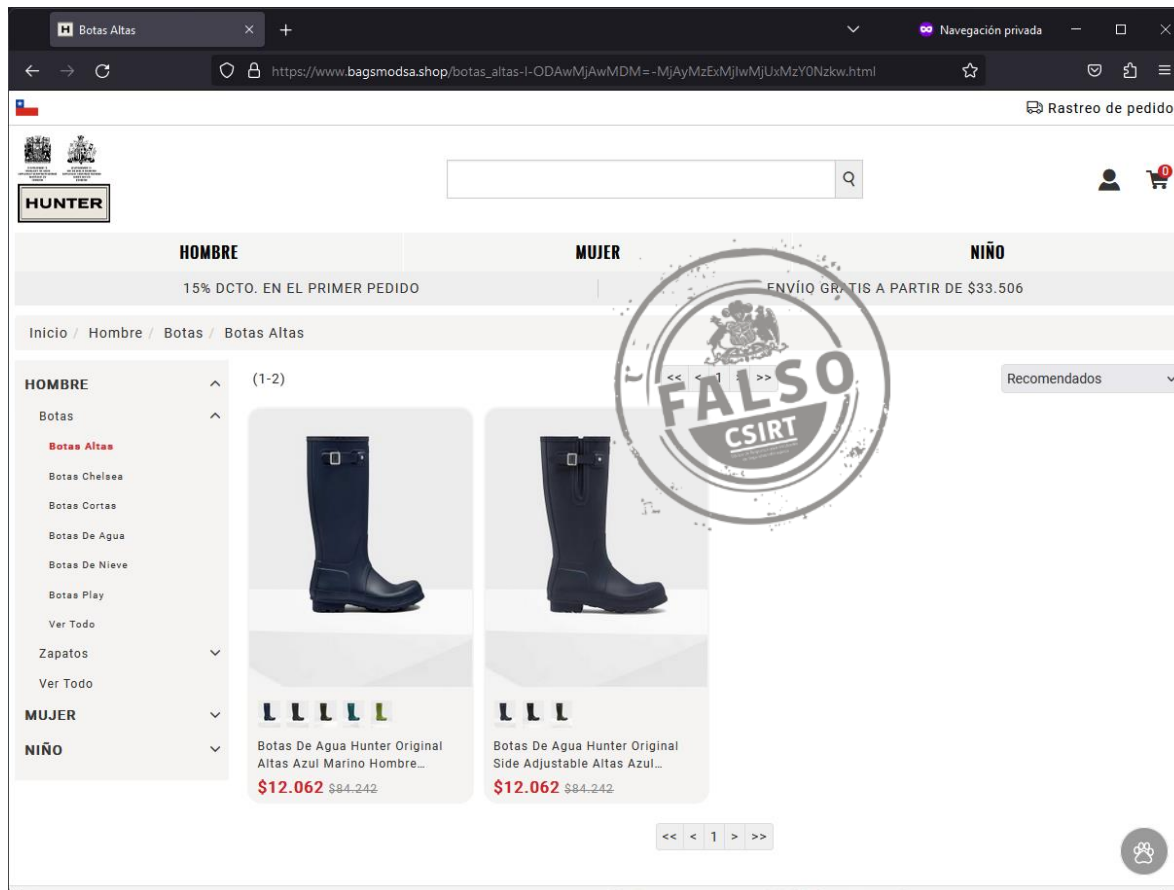 Botas Altas
Navegación privada
https://www.bagsmodsa.shop/botas_altas-l-ODAwMjAwMDM=-MjAyMzExMjIwMjUxMzY0Nzkw.html
Rastreo de pedido
HUNTER
0
HOMBRE
MUJER
NIÑO
15% DCTO. EN EL PRIMER PEDIDO
ENVÍIO GRATIS A PARTIR DE $33.506
Inicio / Hombre / Botas / Botas Altas
HOMBRE
Botas
Botas Altas
Botas Chelsea
Botas Cortas
Botas De Agua
Botas De Nieve
Botas Play
Ver Todo
Zapatos
Ver Todo
MUJER
NIÑO
(1-2)
<< < 1 > >>
Recomendados
FALSO
CSIRT
Botas De Agua Hunter Original
Altas Azul Marino Hombre...
$12.062 $84.242
Botas De Agua Hunter Original
Side Adjustable Altas Azul...
$12.062 $84.242
<< < 1 > >>